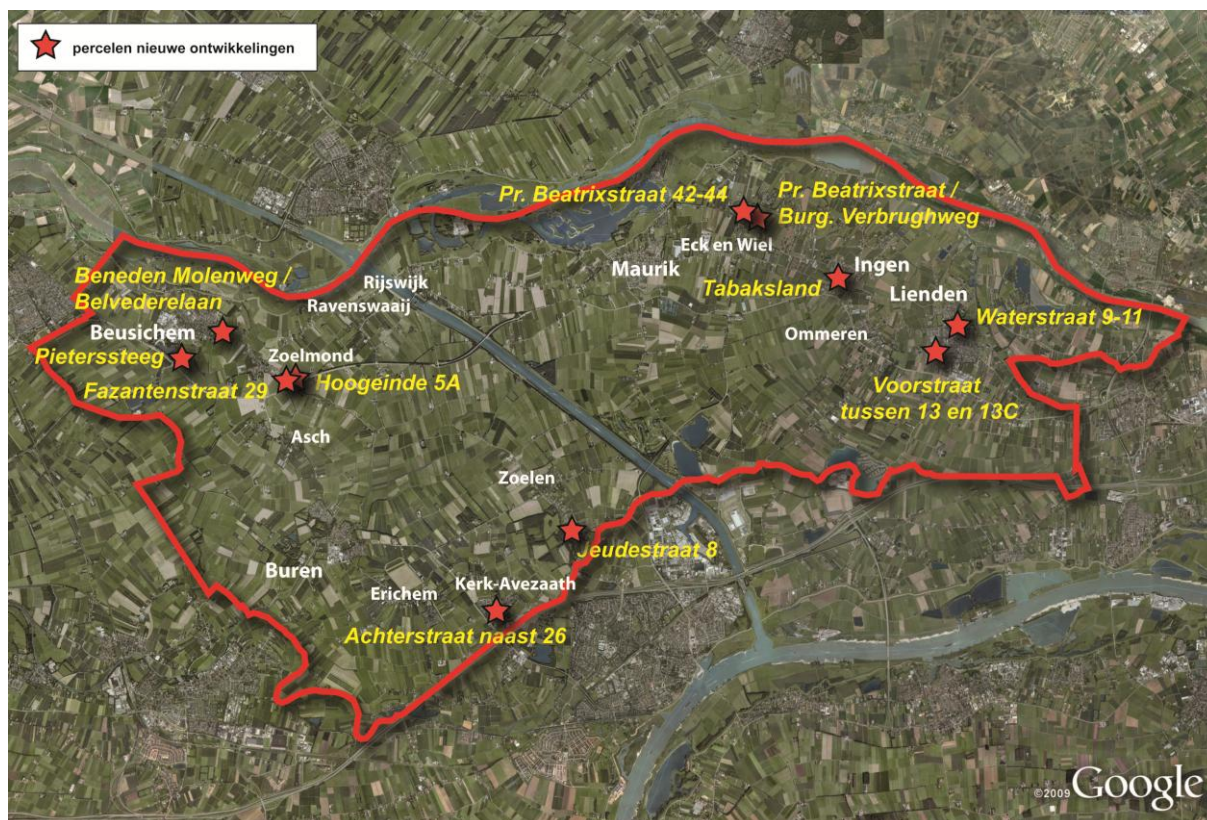 percelen nieuwe ontwikkelingen
Pr. Beatrixstraat 42-44
Pr. Beatrixstraat /
Burg. Verbrughweg
Eck en Wiel
Maurik
Ingen
Tabaksland
Lienden
Beneden Molenweg /
Belvederelaan
Rijswijk
Ravenswaaij
Waterstraat 9-11
Beusichem
Ommeren
Pieterssteeg
Zoelmond
Fazantenstraat 29
Hoogeinde 5A
Voorstraat
tussen 13 en 13C
Asch
Zoelen
Jeudestraat 8
Buren
Erichem
Kerk-Avezaath
Achterstraat naast 26
©2009 Google